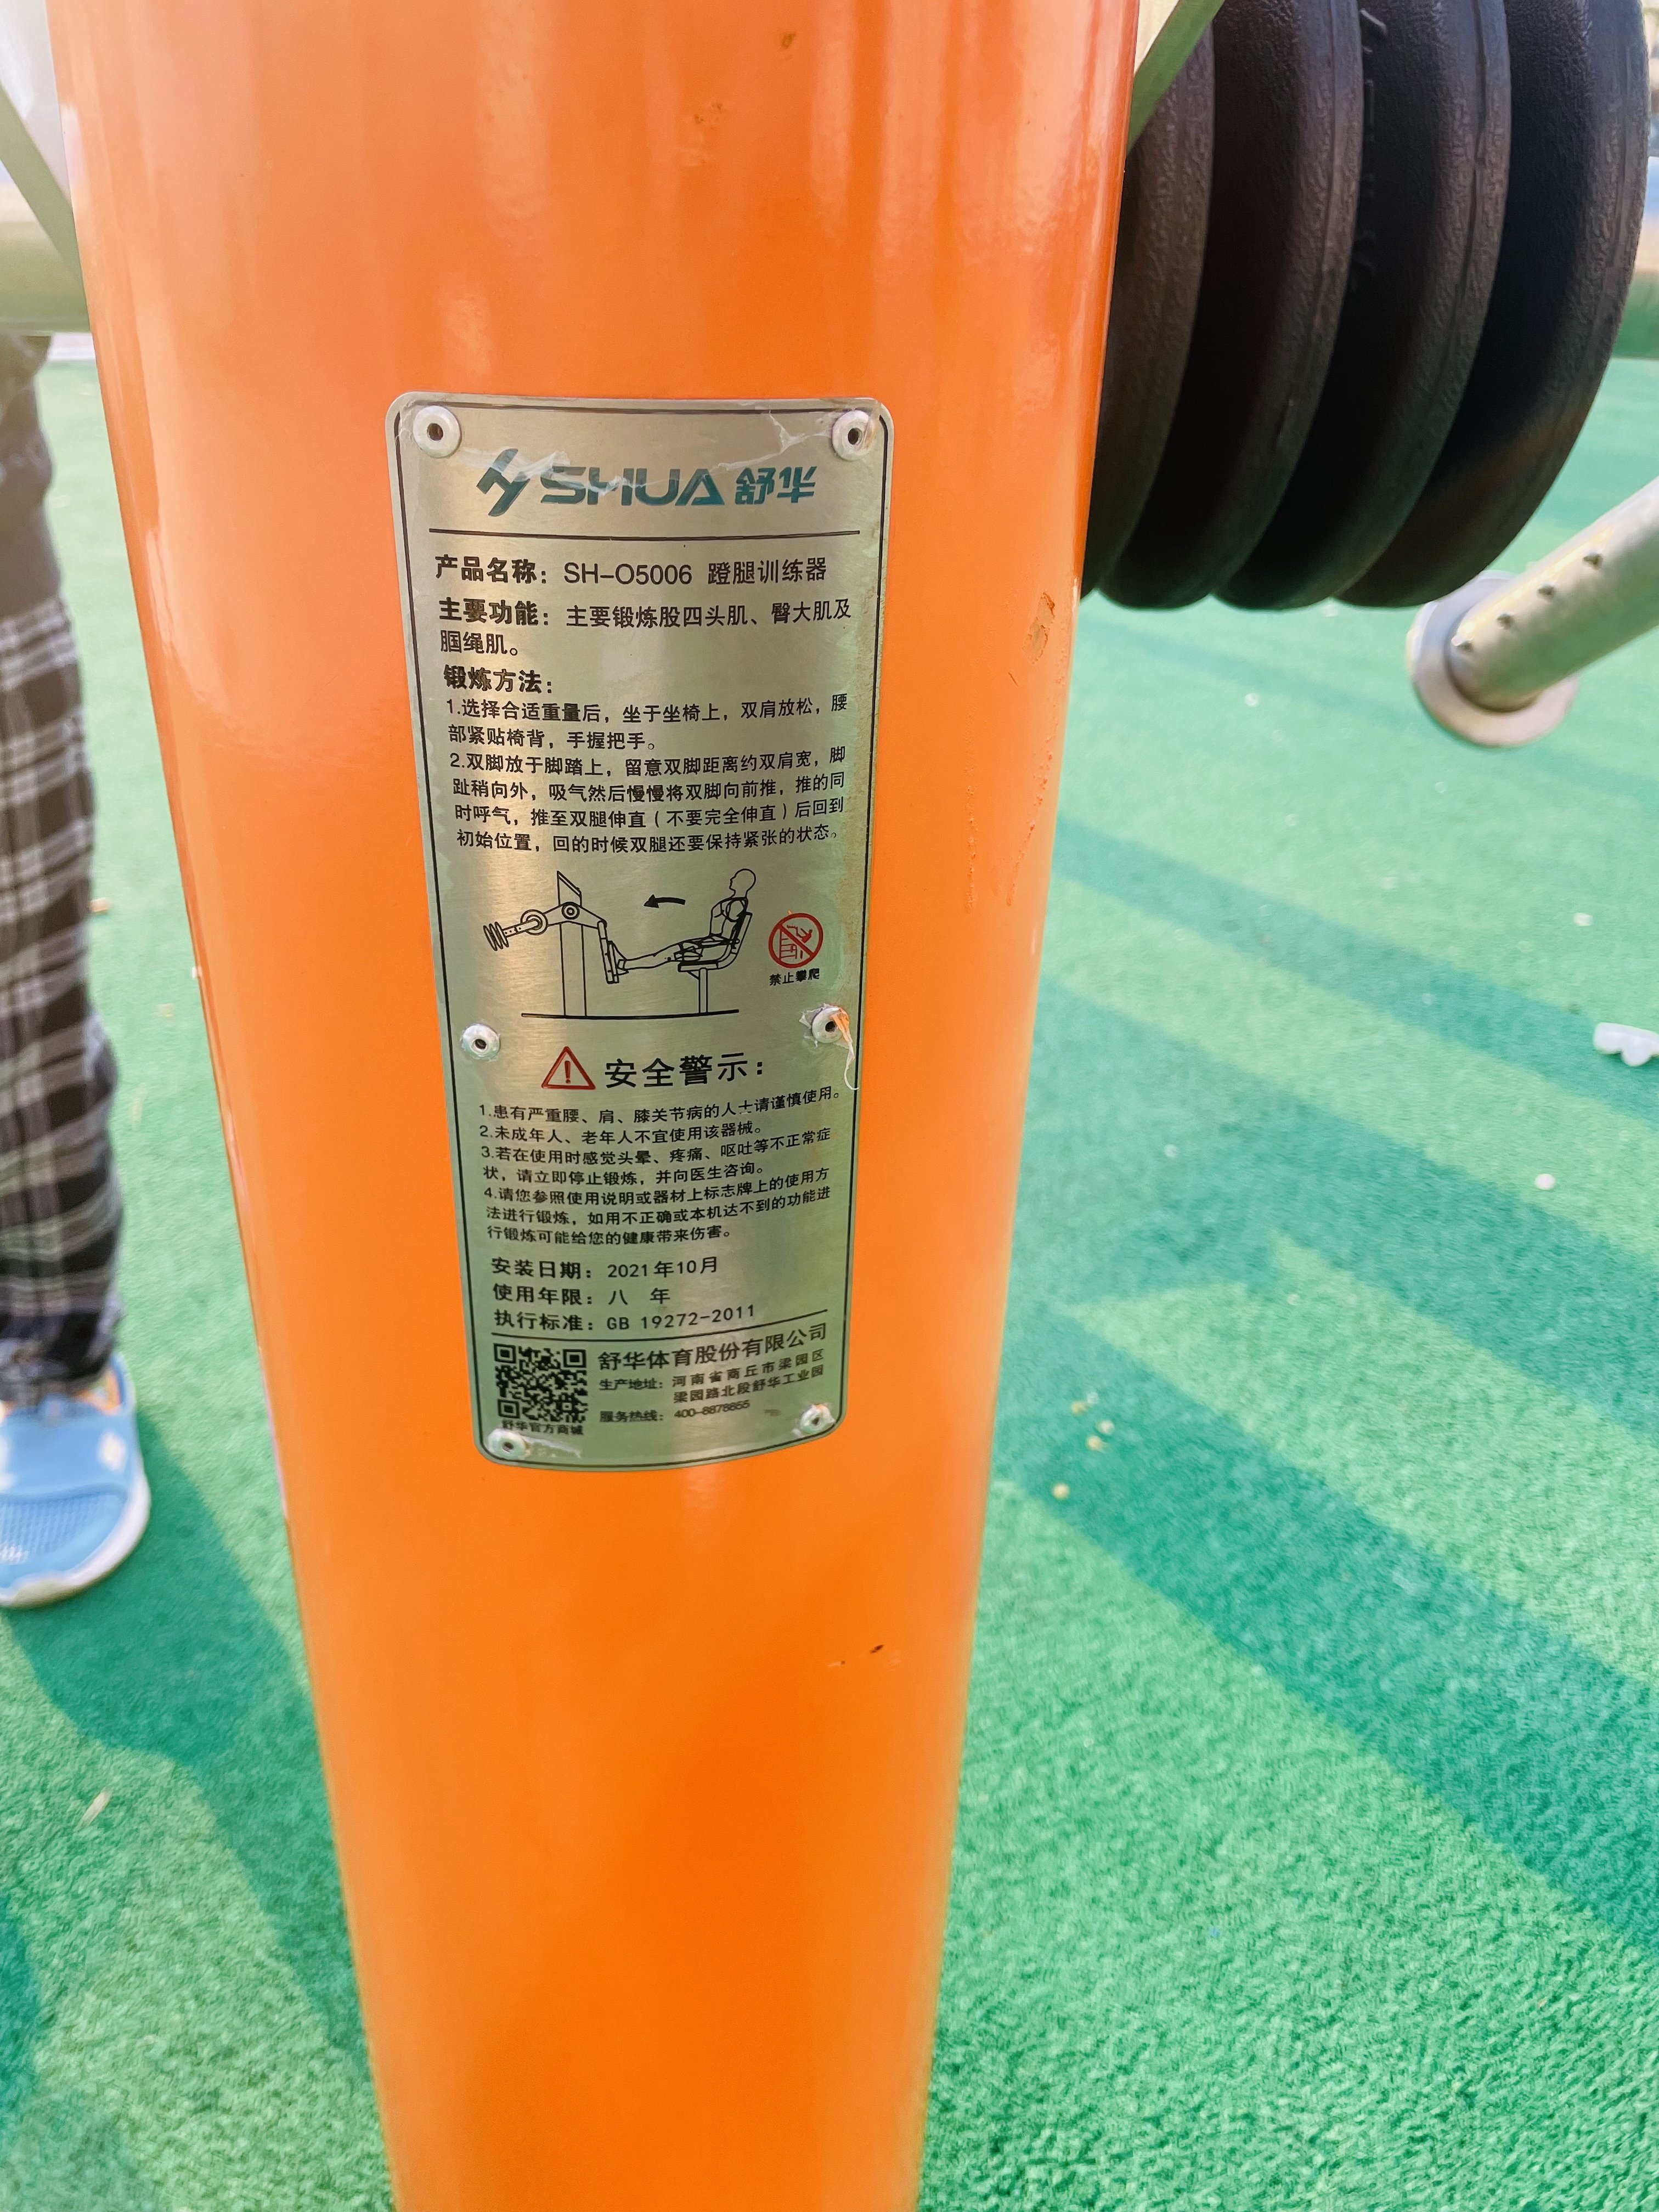 SHUA 舒华
产品名称：SH-O5006 蹬腿训练器
主要功能：主要锻炼股四头肌、臀大肌及
腘绳肌。
锻炼方法：
1.选择合适重量后，坐于坐椅上，双肩放松，腰
部紧贴椅背，手握把手。
2.双脚放于脚踏上，留意双脚距离约双肩宽，脚
趾稍向外，吸气然后慢慢将双脚向前推，推的同
时呼气，推至双腿伸直（不要完全伸直）后回到
初始位置，回的时候双腿还要保持紧张的状态。
禁止攀爬
安全警示：
1.患有严重腰、肩、膝关节病的人士请谨慎使用。
2.未成年人、老年人不宜使用该器械。
3.若在使用时感觉头晕、疼痛、呕吐等不正常症
状，请立即停止锻炼，并向医生咨询。
4.请您参照使用说明或器材上标志牌上的使用方
法进行锻炼，如用不正确或本机达不到的功能进
行锻炼可能给您的健康带来伤害。
安装日期：2021年10月
使用年限：八 年
执行标准：GB 19272-2011
舒华体育股份有限公司
生产地址：河南省商丘市梁园区
梁园路北段舒华工业园
服务热线：400-8878855
舒华官方商城